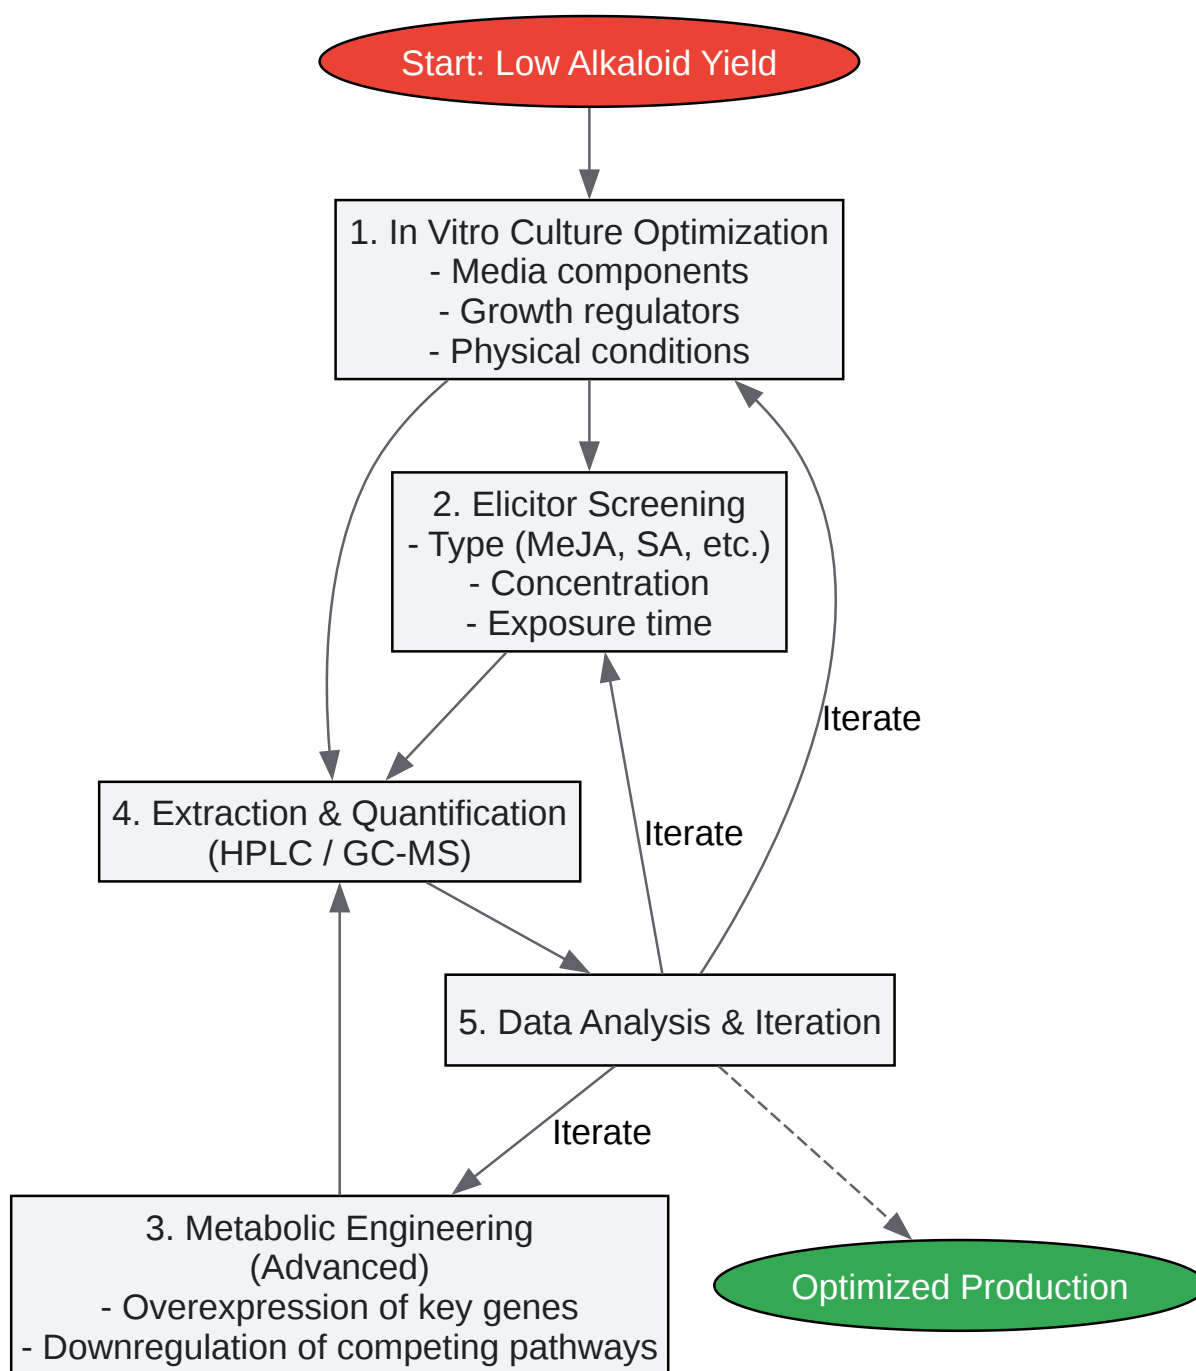 Start: Low Alkaloid Yield
1. In Vitro Culture Optimization
- Media components
- Growth regulators
- Physical conditions
2. Elicitor Screening
- Type (MeJA, SA, etc.)
- Concentration
- Exposure time
Iterate
4. Extraction & Quantification
(HPLC / GC-MS)
Iterate
5. Data Analysis & Iteration
Iterate
3. Metabolic Engineering
(Advanced)
- Overexpression of key genes
- Downregulation of competing pathways
Optimized Production